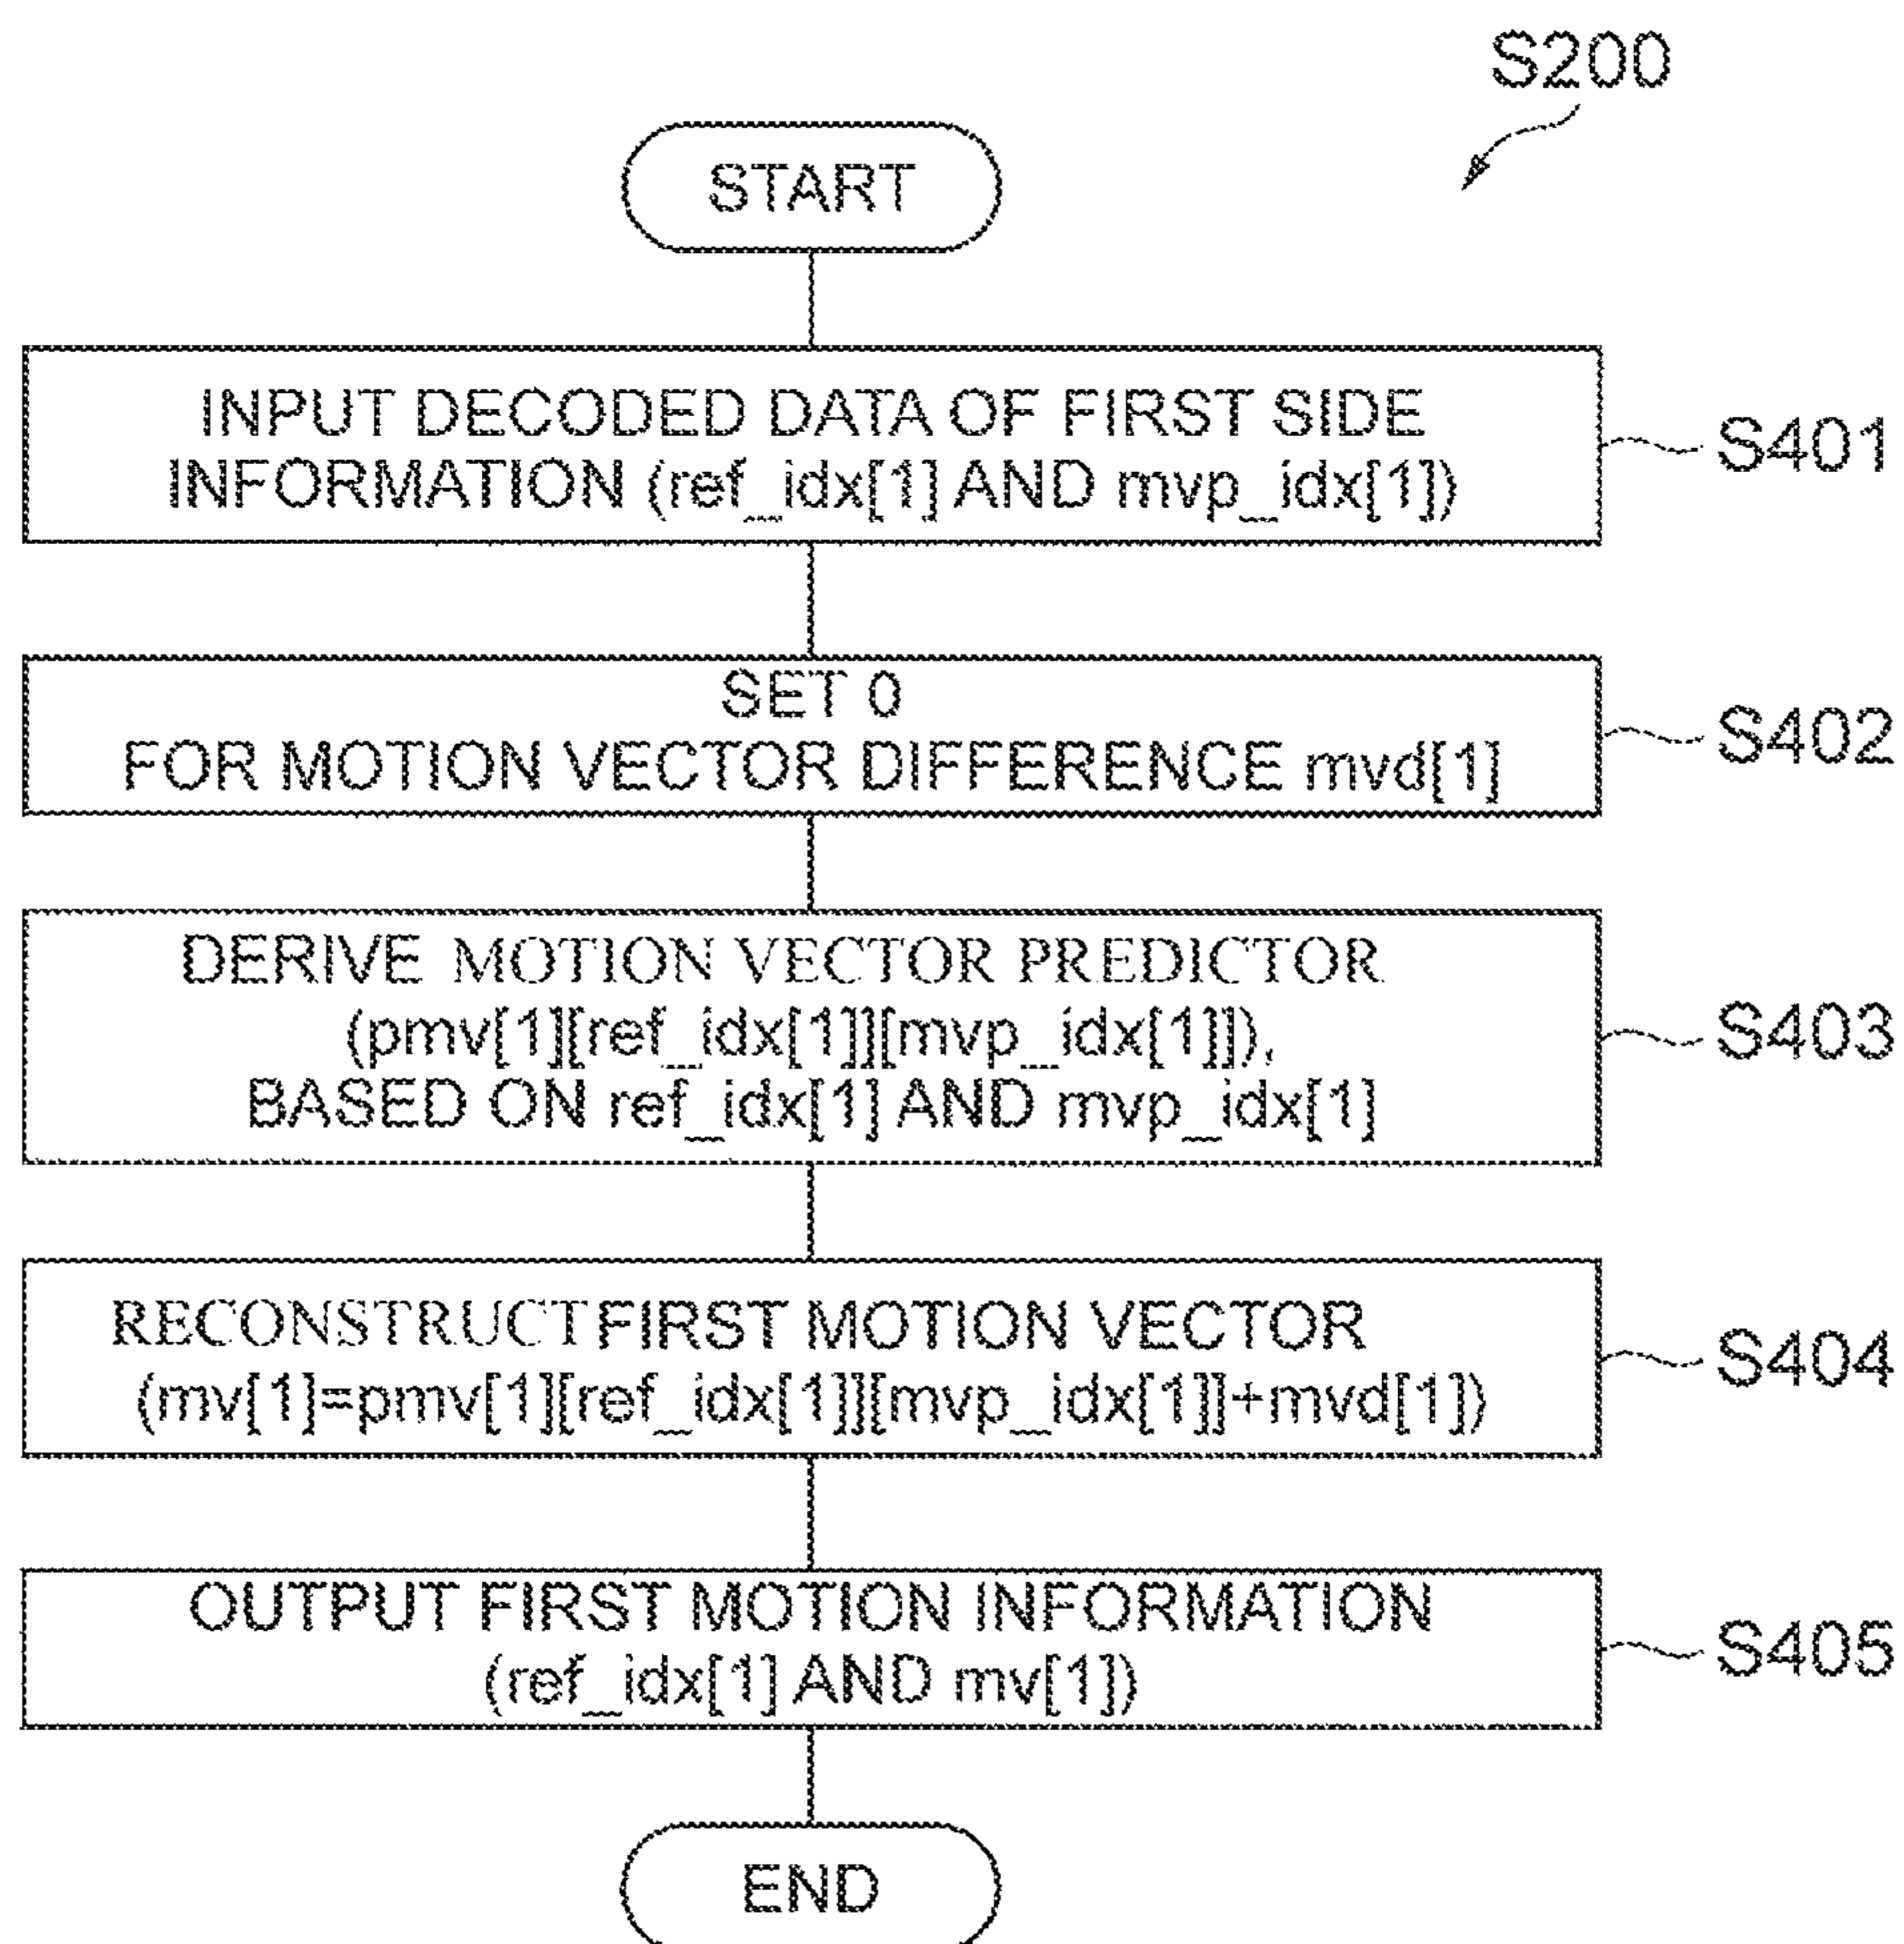 S200
START
INPUT DECODED DATA OF FIRST SIDE
INFORMATION (ref_idx[1] AND mvp_idx[1])
S401
SET 0
FOR MOTION VECTOR DIFFERENCE mvd[1]
S402
DERIVE MOTION VECTOR PREDICTOR
(pmv[1][ref_idx[1]][mvp_idx[1]]),
BASED ON ref_idx[1] AND mvp_idx[1]
S403
RECONSTRUCT FIRST MOTION VECTOR
(mv[1]=pmv[1][ref_idx[1]][mvp_idx[1]]+mvd[1])
S404
OUTPUT FIRST MOTION INFORMATION
(ref_idx[1] AND mv[1])
S405
END